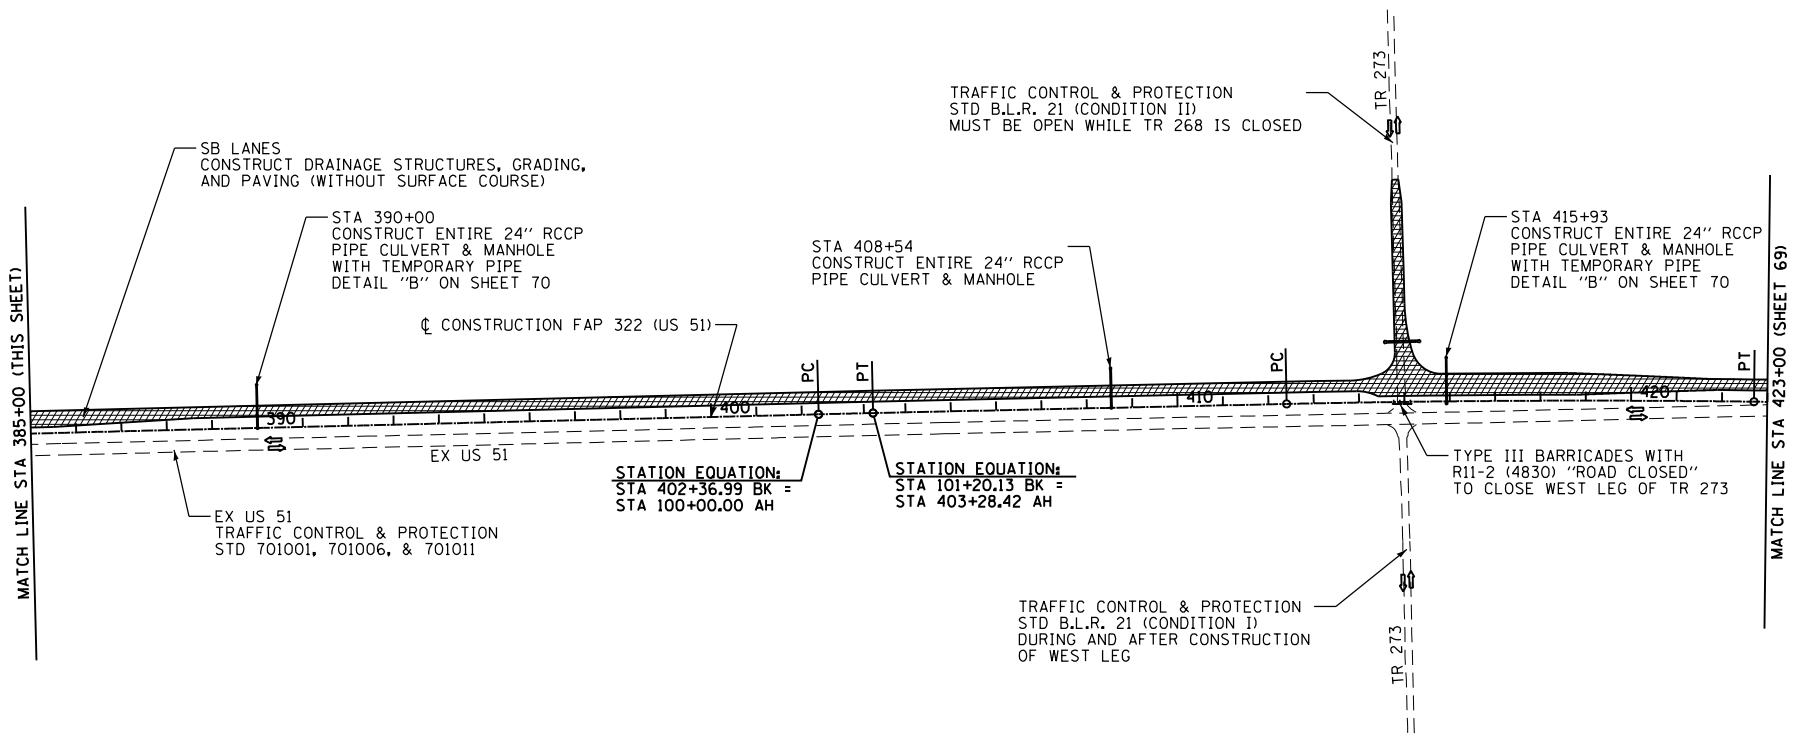 TRAFFIC CONTROL & PROTECTION
STD B.L.R. 21 (CONDITION II)
MUST BE OPEN WHILE TR 268 IS CLOSED
TR 273
SB LANES
CONSTRUCT DRAINAGE STRUCTURES, GRADING,
AND PAVING (WITHOUT SURFACE COURSE)
STA 390+00
CONSTRUCT ENTIRE 24'' RCCP
PIPE CULVERT & MANHOLE
WITH TEMPORARY PIPE
DETAIL ''B'' ON SHEET 70
STA 408+54
CONSTRUCT ENTIRE 24'' RCCP
PIPE CULVERT & MANHOLE
STA 415+93
CONSTRUCT ENTIRE 24'' RCCP
PIPE CULVERT & MANHOLE
WITH TEMPORARY PIPE
DETAIL ''B'' ON SHEET 70
℄ CONSTRUCTION FAP 322 (US 51)
MATCH LINE STA 385+00 (THIS SHEET)
PC
PT
PC
PT
390
400
410
420
MATCH LINE STA 423+00 (SHEET 69)
EX US 51
STATION EQUATION:
STA 402+36.99 BK =
STA 100+00.00 AH
STATION EQUATION:
STA 101+20.13 BK =
STA 403+28.42 AH
TYPE III BARRICADES WITH
R11-2 (4830) ''ROAD CLOSED''
TO CLOSE WEST LEG OF TR 273
EX US 51
TRAFFIC CONTROL & PROTECTION
STD 701001, 701006, & 701011
TRAFFIC CONTROL & PROTECTION
STD B.L.R. 21 (CONDITION I)
DURING AND AFTER CONSTRUCTION
OF WEST LEG
TR 273